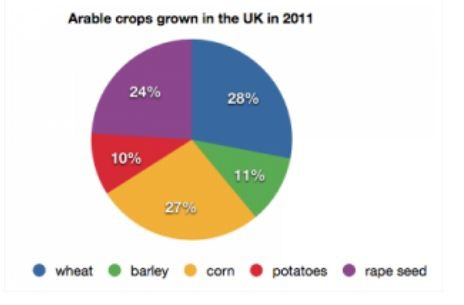 Arable crops grown in the UK in 2011
24%
28%
10%
11%
27%
wheat barley corn potatoes rape seed